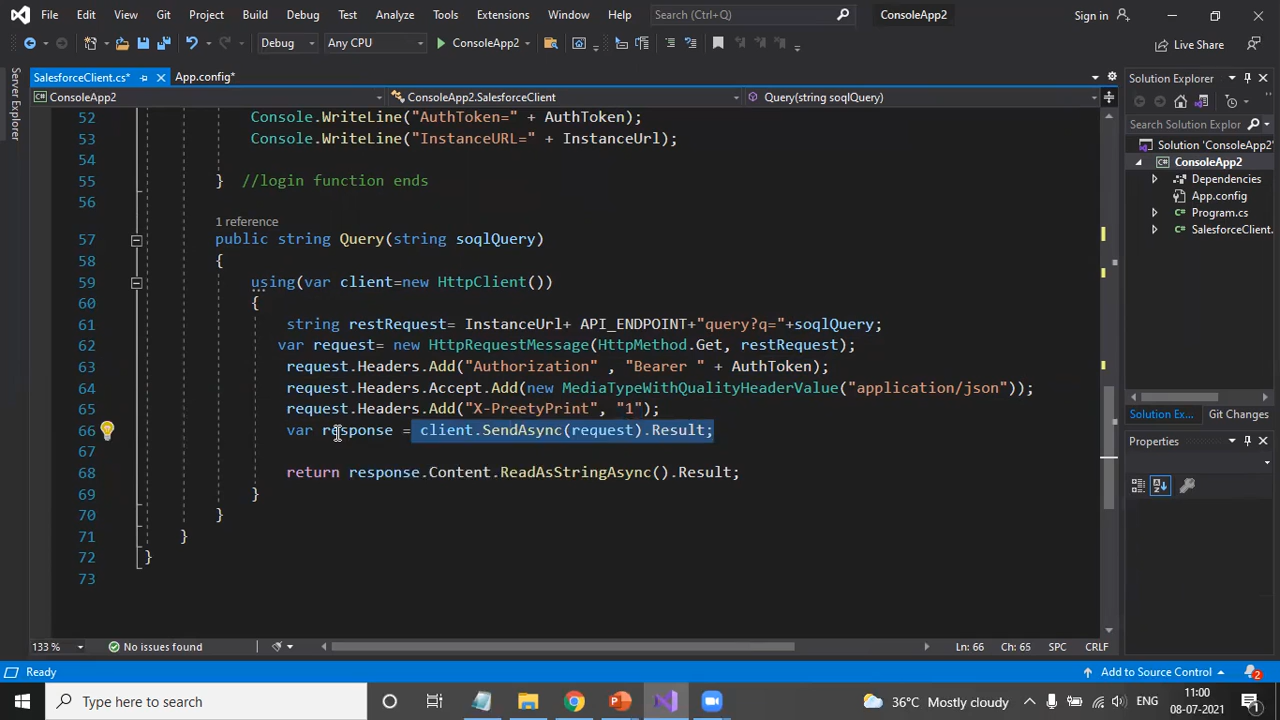 File Edit View Git Project Build Debug Test Analyze Tools Extensions Window Help Search (Ctrl+Q) ConsoleApp2 Sign in
Debug Any CPU ConsoleApp2 Live Share
SalesforceClient.cs* App.config*
ConsoleApp2 ConsoleApp2.SalesforceClient Query(string soqlQuery)
Server Explorer
52 Console.WriteLine("AuthToken=" + AuthToken);
53 Console.WriteLine("InstanceURL=" + InstanceUrl);
54
55 } //login function ends
56
1 reference
57 public string Query(string soqlQuery)
58 {
59 using(var client=new HttpClient())
60 {
61 string restRequest= InstanceUrl+ API_ENDPOINT+"query?q="+soqlQuery;
62 var request= new HttpRequestMessage(HttpMethod.Get, restRequest);
63 request.Headers.Add("Authorization" , "Bearer " + AuthToken);
64 request.Headers.Accept.Add(new MediaTypeWithQualityHeaderValue("application/json"));
65 request.Headers.Add("X-PreetyPrint", "1");
66 var response = client.SendAsync(request).Result;
67
68 return response.Content.ReadAsStringAsync().Result;
69 }
70 }
71 }
72 }
73
133 % No issues found Ln: 66 Ch: 65 SPC CRLF
Solution Explorer
Search Solution Explor
Solution 'ConsoleApp2'
ConsoleApp2
Dependencies
App.config
Program.cs
SalesforceClient.
Solution Ex... Git Changes
Properties
Ready Add to Source Control 2
Type here to search 36°C Mostly cloudy ENG 11:00
08-07-2021 1